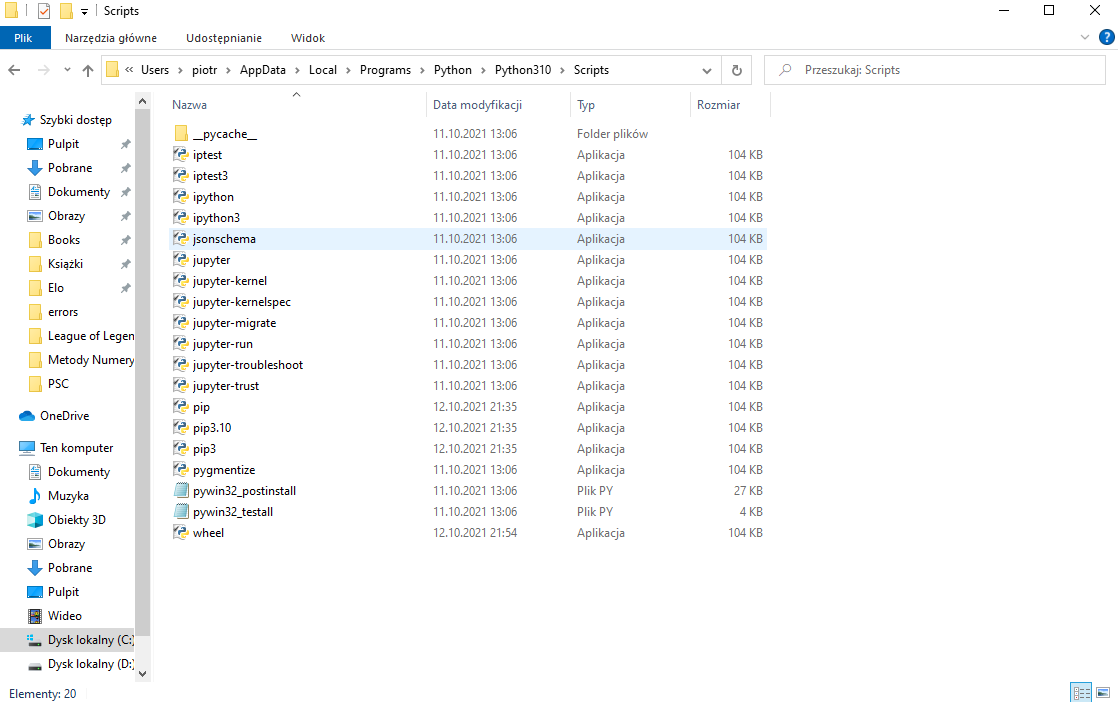 Scripts
Plik Narzędzia główne Udostępnianie Widok
« Users › piotr › AppData › Local › Programs › Python › Python310 › Scripts
Przeszukaj: Scripts
Nazwa Data modyfikacji Typ Rozmiar
__pycache__ 11.10.2021 13:06 Folder plików
iptest 11.10.2021 13:06 Aplikacja 104 KB
iptest3 11.10.2021 13:06 Aplikacja 104 KB
ipython 11.10.2021 13:06 Aplikacja 104 KB
ipython3 11.10.2021 13:06 Aplikacja 104 KB
jsonschema 11.10.2021 13:06 Aplikacja 104 KB
jupyter 11.10.2021 13:06 Aplikacja 104 KB
jupyter-kernel 11.10.2021 13:06 Aplikacja 104 KB
jupyter-kernelspec 11.10.2021 13:06 Aplikacja 104 KB
jupyter-migrate 11.10.2021 13:06 Aplikacja 104 KB
jupyter-run 11.10.2021 13:06 Aplikacja 104 KB
jupyter-troubleshoot 11.10.2021 13:06 Aplikacja 104 KB
jupyter-trust 11.10.2021 13:06 Aplikacja 104 KB
pip 12.10.2021 21:35 Aplikacja 104 KB
pip3.10 12.10.2021 21:35 Aplikacja 104 KB
pip3 12.10.2021 21:35 Aplikacja 104 KB
pygmentize 11.10.2021 13:06 Aplikacja 104 KB
pywin32_postinstall 11.10.2021 13:06 Plik PY 27 KB
pywin32_testall 11.10.2021 13:06 Plik PY 4 KB
wheel 12.10.2021 21:54 Aplikacja 104 KB
Szybki dostęp
Pulpit
Pobrane
Dokumenty
Obrazy
Books
Książki
Elo
errors
League of Legen
Metody Numery
PSC
OneDrive
Ten komputer
Dokumenty
Muzyka
Obiekty 3D
Obrazy
Pobrane
Pulpit
Wideo
Dysk lokalny (C:)
Dysk lokalny (D:)
Elementy: 20